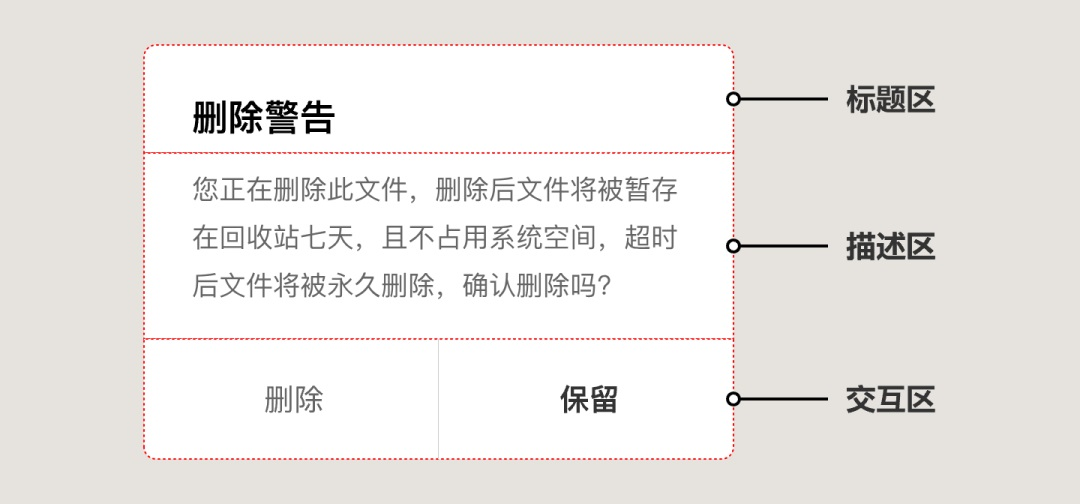 删除警告
标题区
您正在删除此文件，删除后文件将被暂存
在回收站七天，且不占用系统空间，超时
后文件将被永久删除，确认删除吗？
描述区
删除
保留
交互区